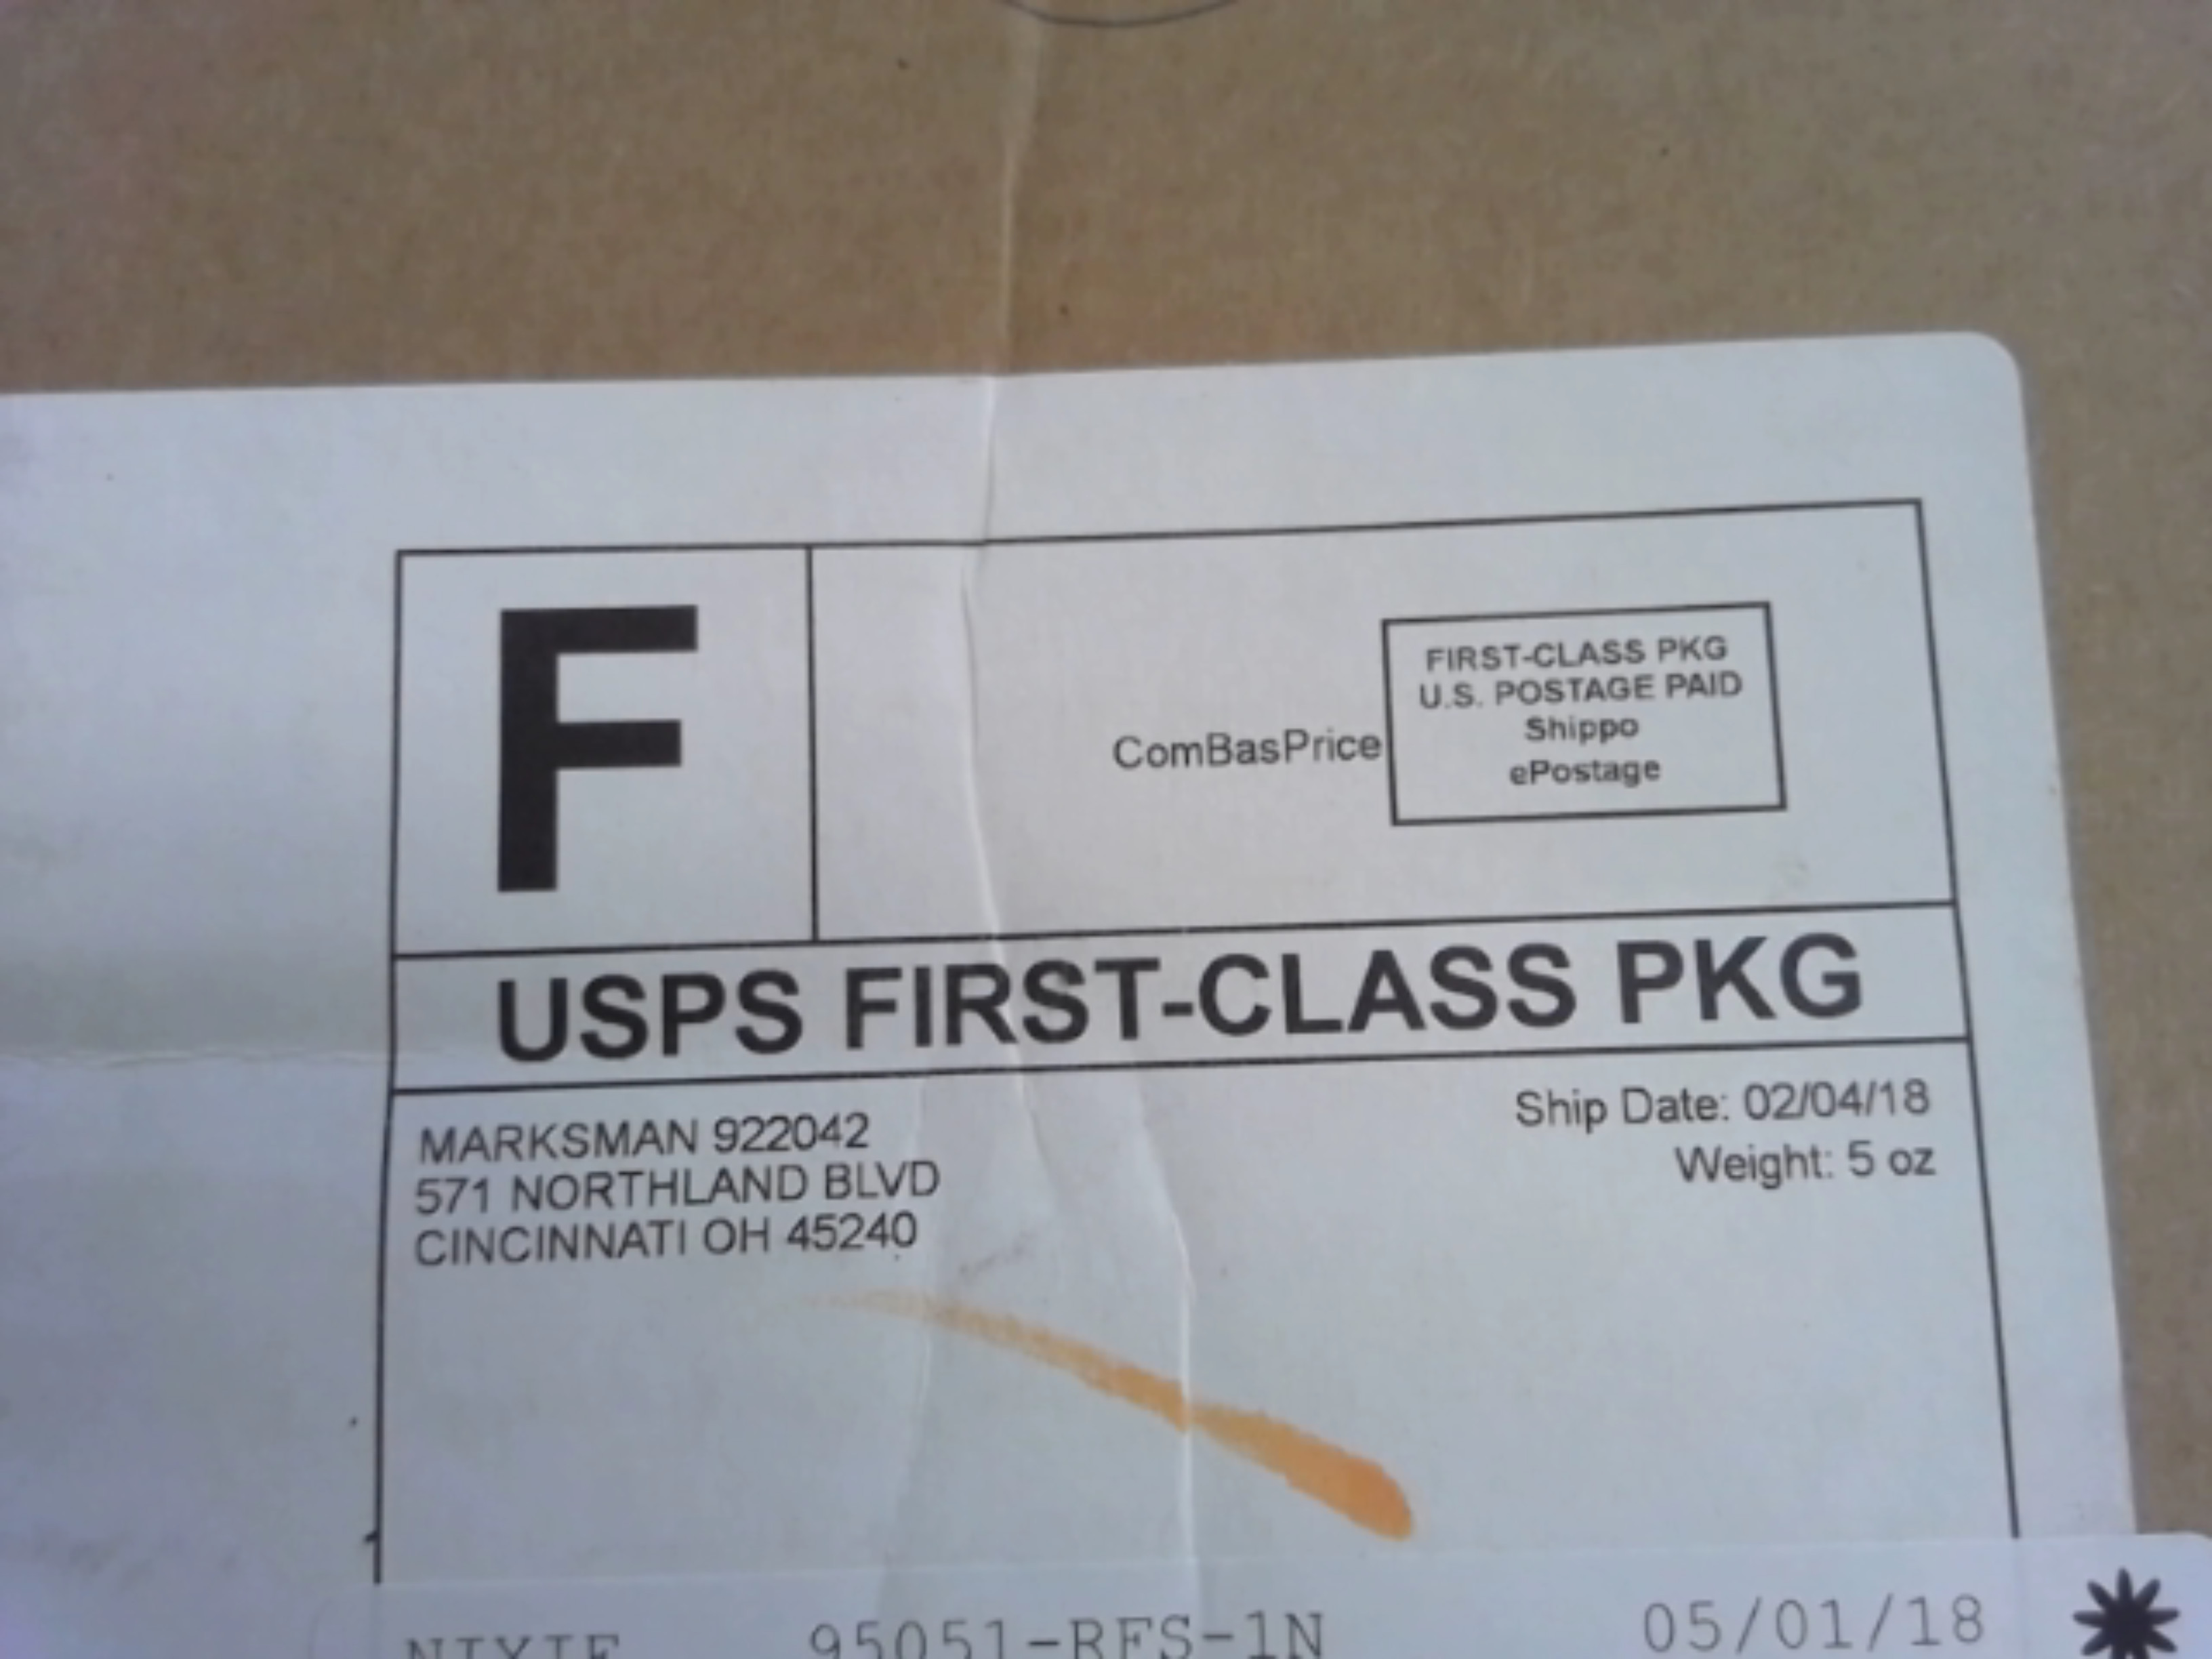 F
ComBasPrice
FIRST-CLASS PKG
U.S. POSTAGE PAID
Shippo
ePostage
USPS FIRST-CLASS PKG
MARKSMAN 922042
571 NORTHLAND BLVD
CINCINNATI OH 45240
Ship Date: 02/04/18
Weight: 5 oz
NIXIE 95051-RFS-1N 05/01/18